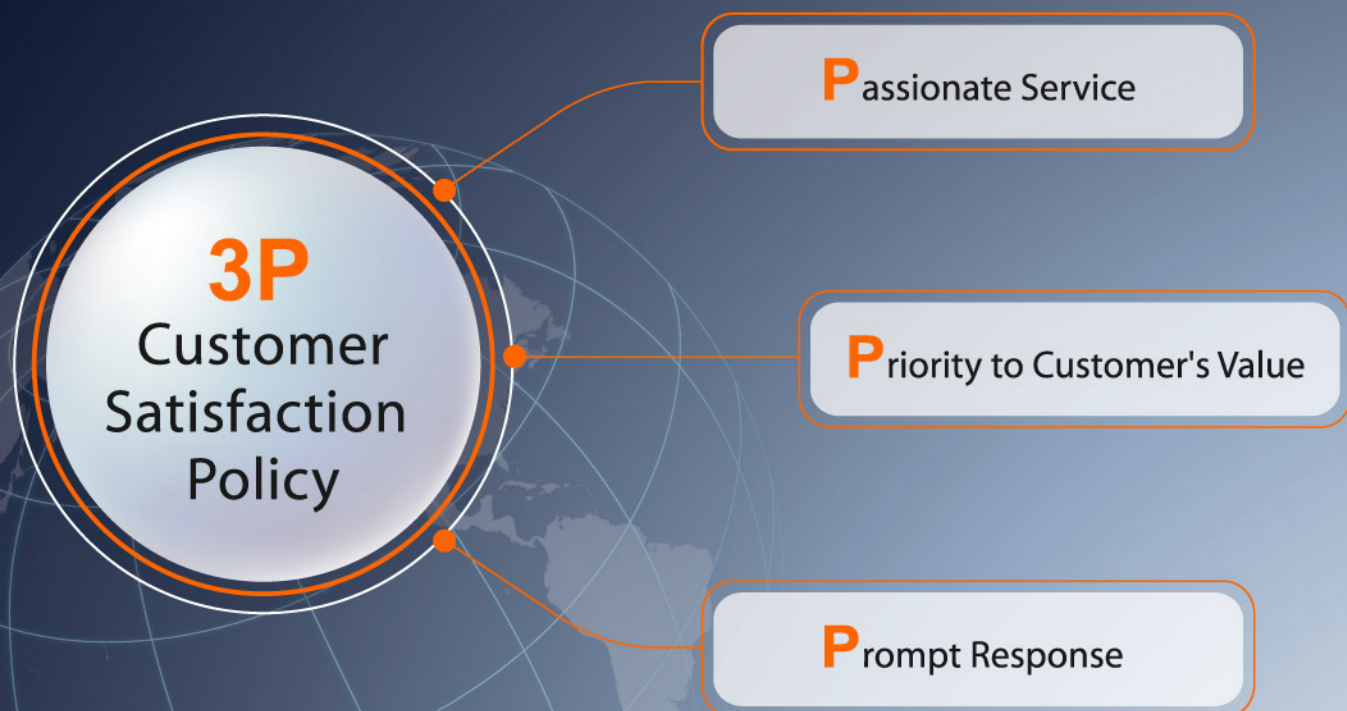 3P
Customer
Satisfaction
Policy
Passionate Service
Priority to Customer's Value
Prompt Response